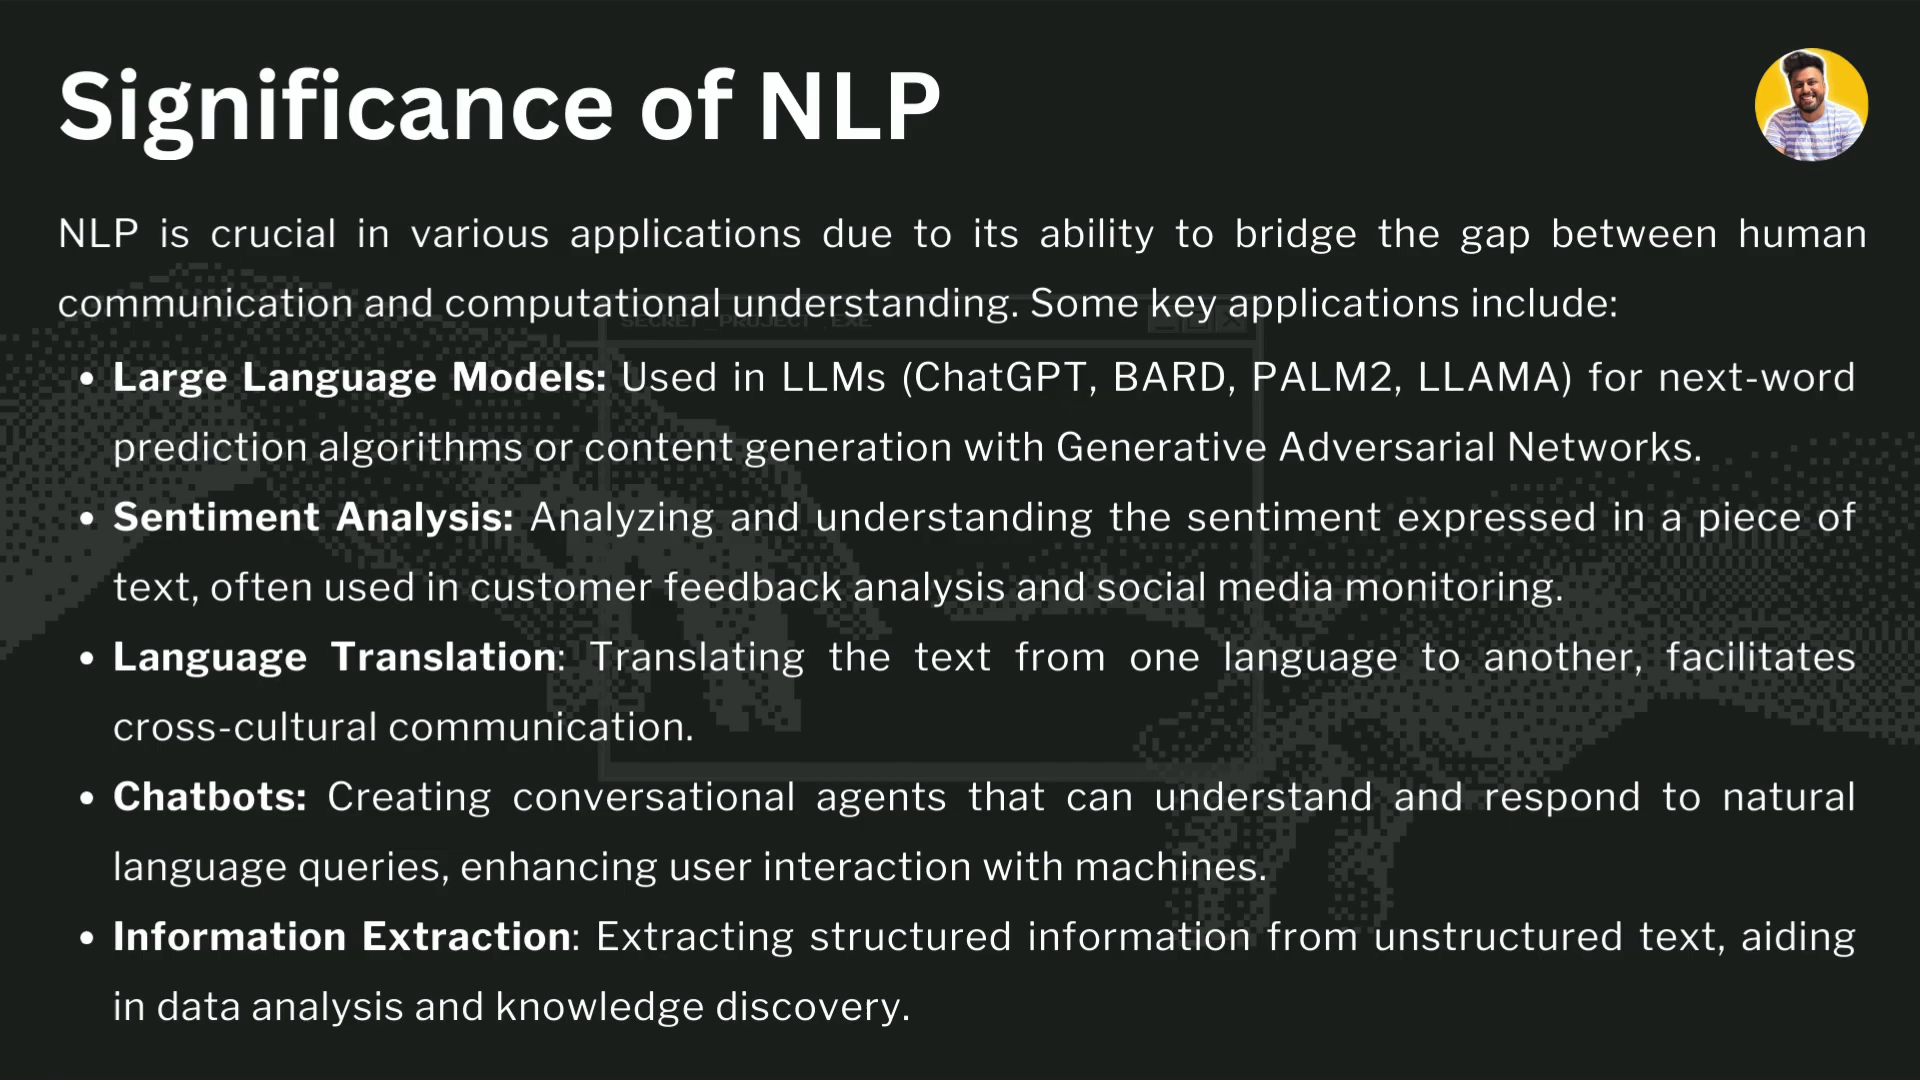 Significance of NLP
NLP is crucial in various applications due to its ability to bridge the gap between human
communication and computational understanding. Some key applications include:
SECRET_PROJECT.EXE
• Large Language Models: Used in LLMs (ChatGPT, BARD, PALM2, LLAMA) for next-word
prediction algorithms or content generation with Generative Adversarial Networks.
• Sentiment Analysis: Analyzing and understanding the sentiment expressed in a piece of
text, often used in customer feedback analysis and social media monitoring.
• Language Translation: Translating the text from one language to another, facilitates
cross-cultural communication.
• Chatbots: Creating conversational agents that can understand and respond to natural
language queries, enhancing user interaction with machines.
• Information Extraction: Extracting structured information from unstructured text, aiding
in data analysis and knowledge discovery.